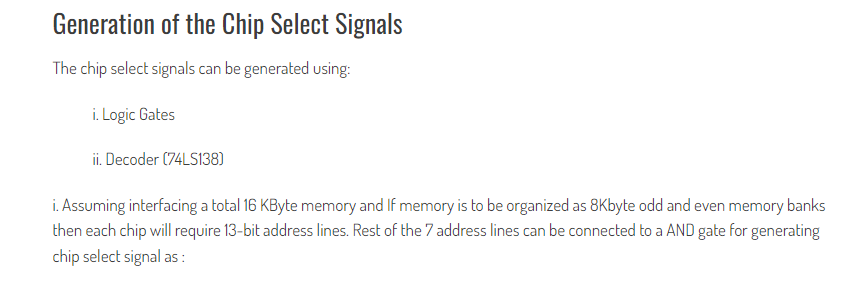 Generation of the Chip Select Signals
The chip select signals can be generated using:
i. Logic Gates
ii. Decoder (74LS138)
i. Assuming interfacing a total 16 KByte memory and If memory is to be organized as 8Kbyte odd and even memory banks
then each chip will require 13-bit address lines. Rest of the 7 address lines can be connected to a AND gate for generating
chip select signal as :